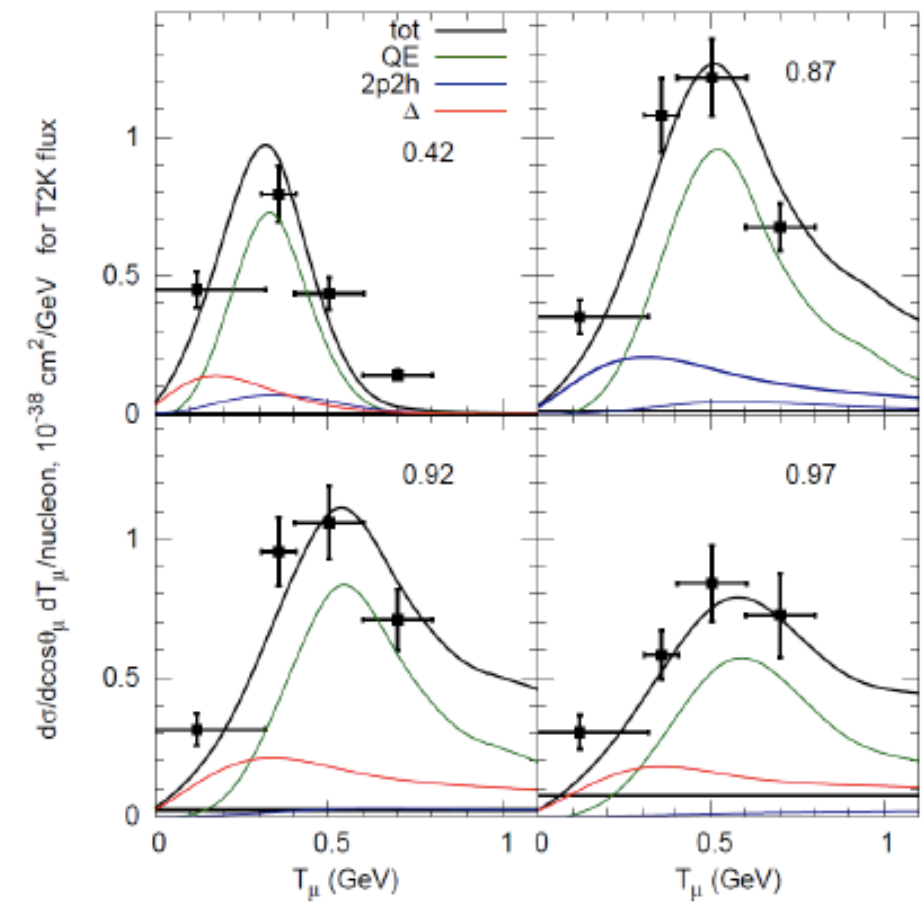 dσ/dcosθμ dTμ/nucleon, 10-38 cm2/GeV for T2K flux
tot
QE
2p2h
Δ
0.42
0.87
1
0.5
0
0.92
0.97
1
0.5
0
0 0.5 1 0 0.5 1
Tμ (GeV) Tμ (GeV)